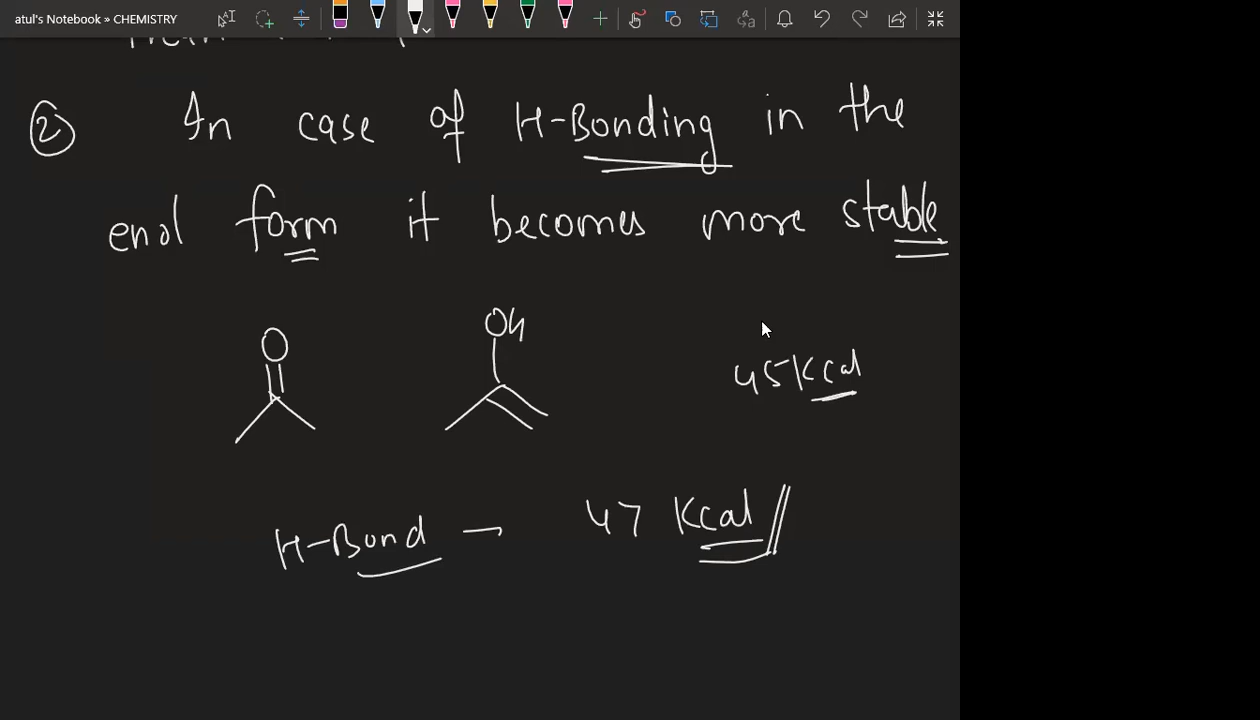 atul's Notebook » CHEMISTRY
② In case of H-Bonding in the
enol form it becomes more stable
O
OH
45 Kcal
H-Bond → 47 Kcal